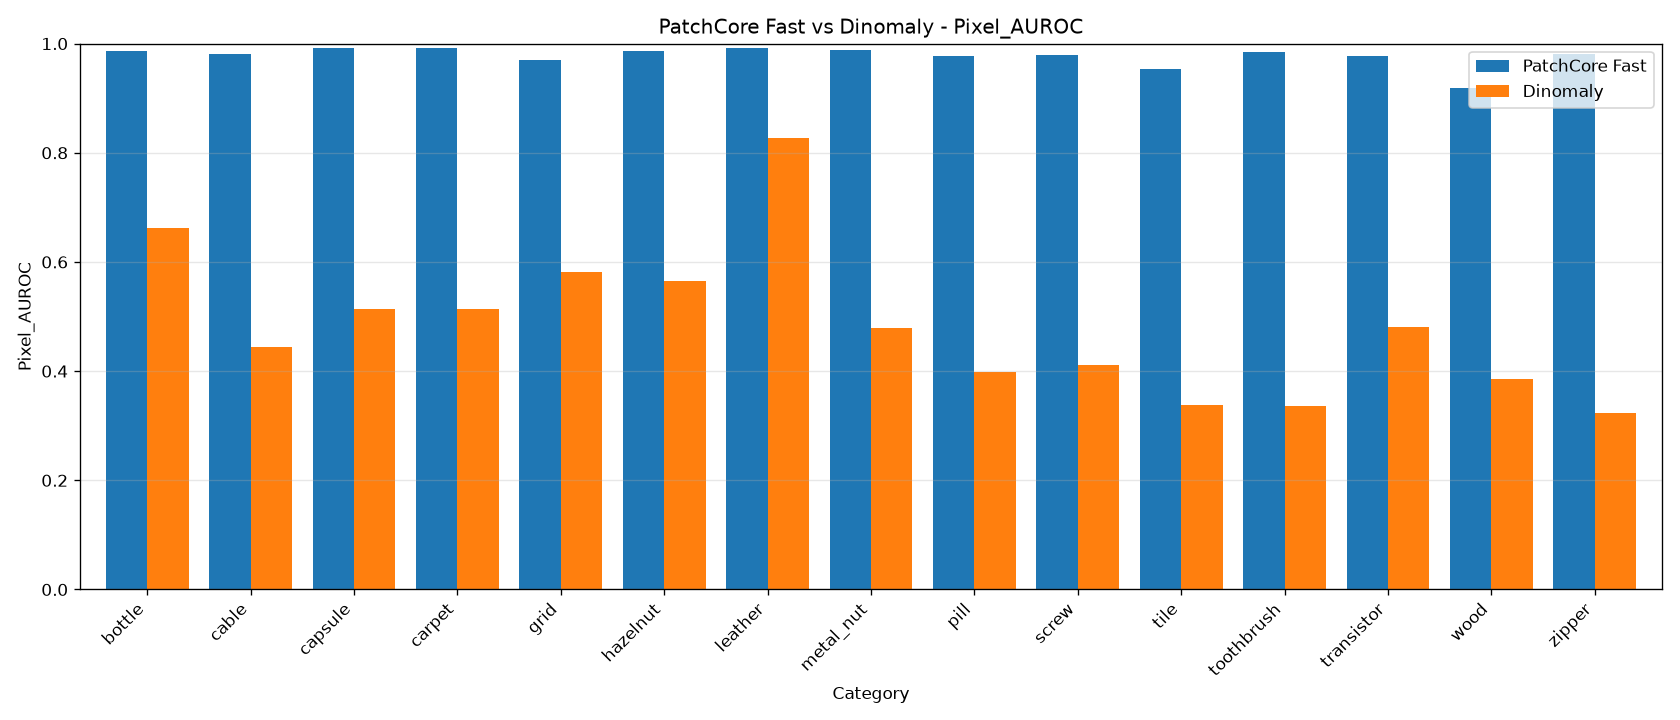 PatchCore Fast vs Dinomaly - Pixel_AUROC
PatchCore Fast
Dinomaly
Pixel_AUROC
1.0
0.8
0.6
0.4
0.2
0.0
bottle
cable
capsule
carpet
grid
hazelnut
leather
metal_nut
pill
screw
tile
toothbrush
transistor
wood
zipper
Category